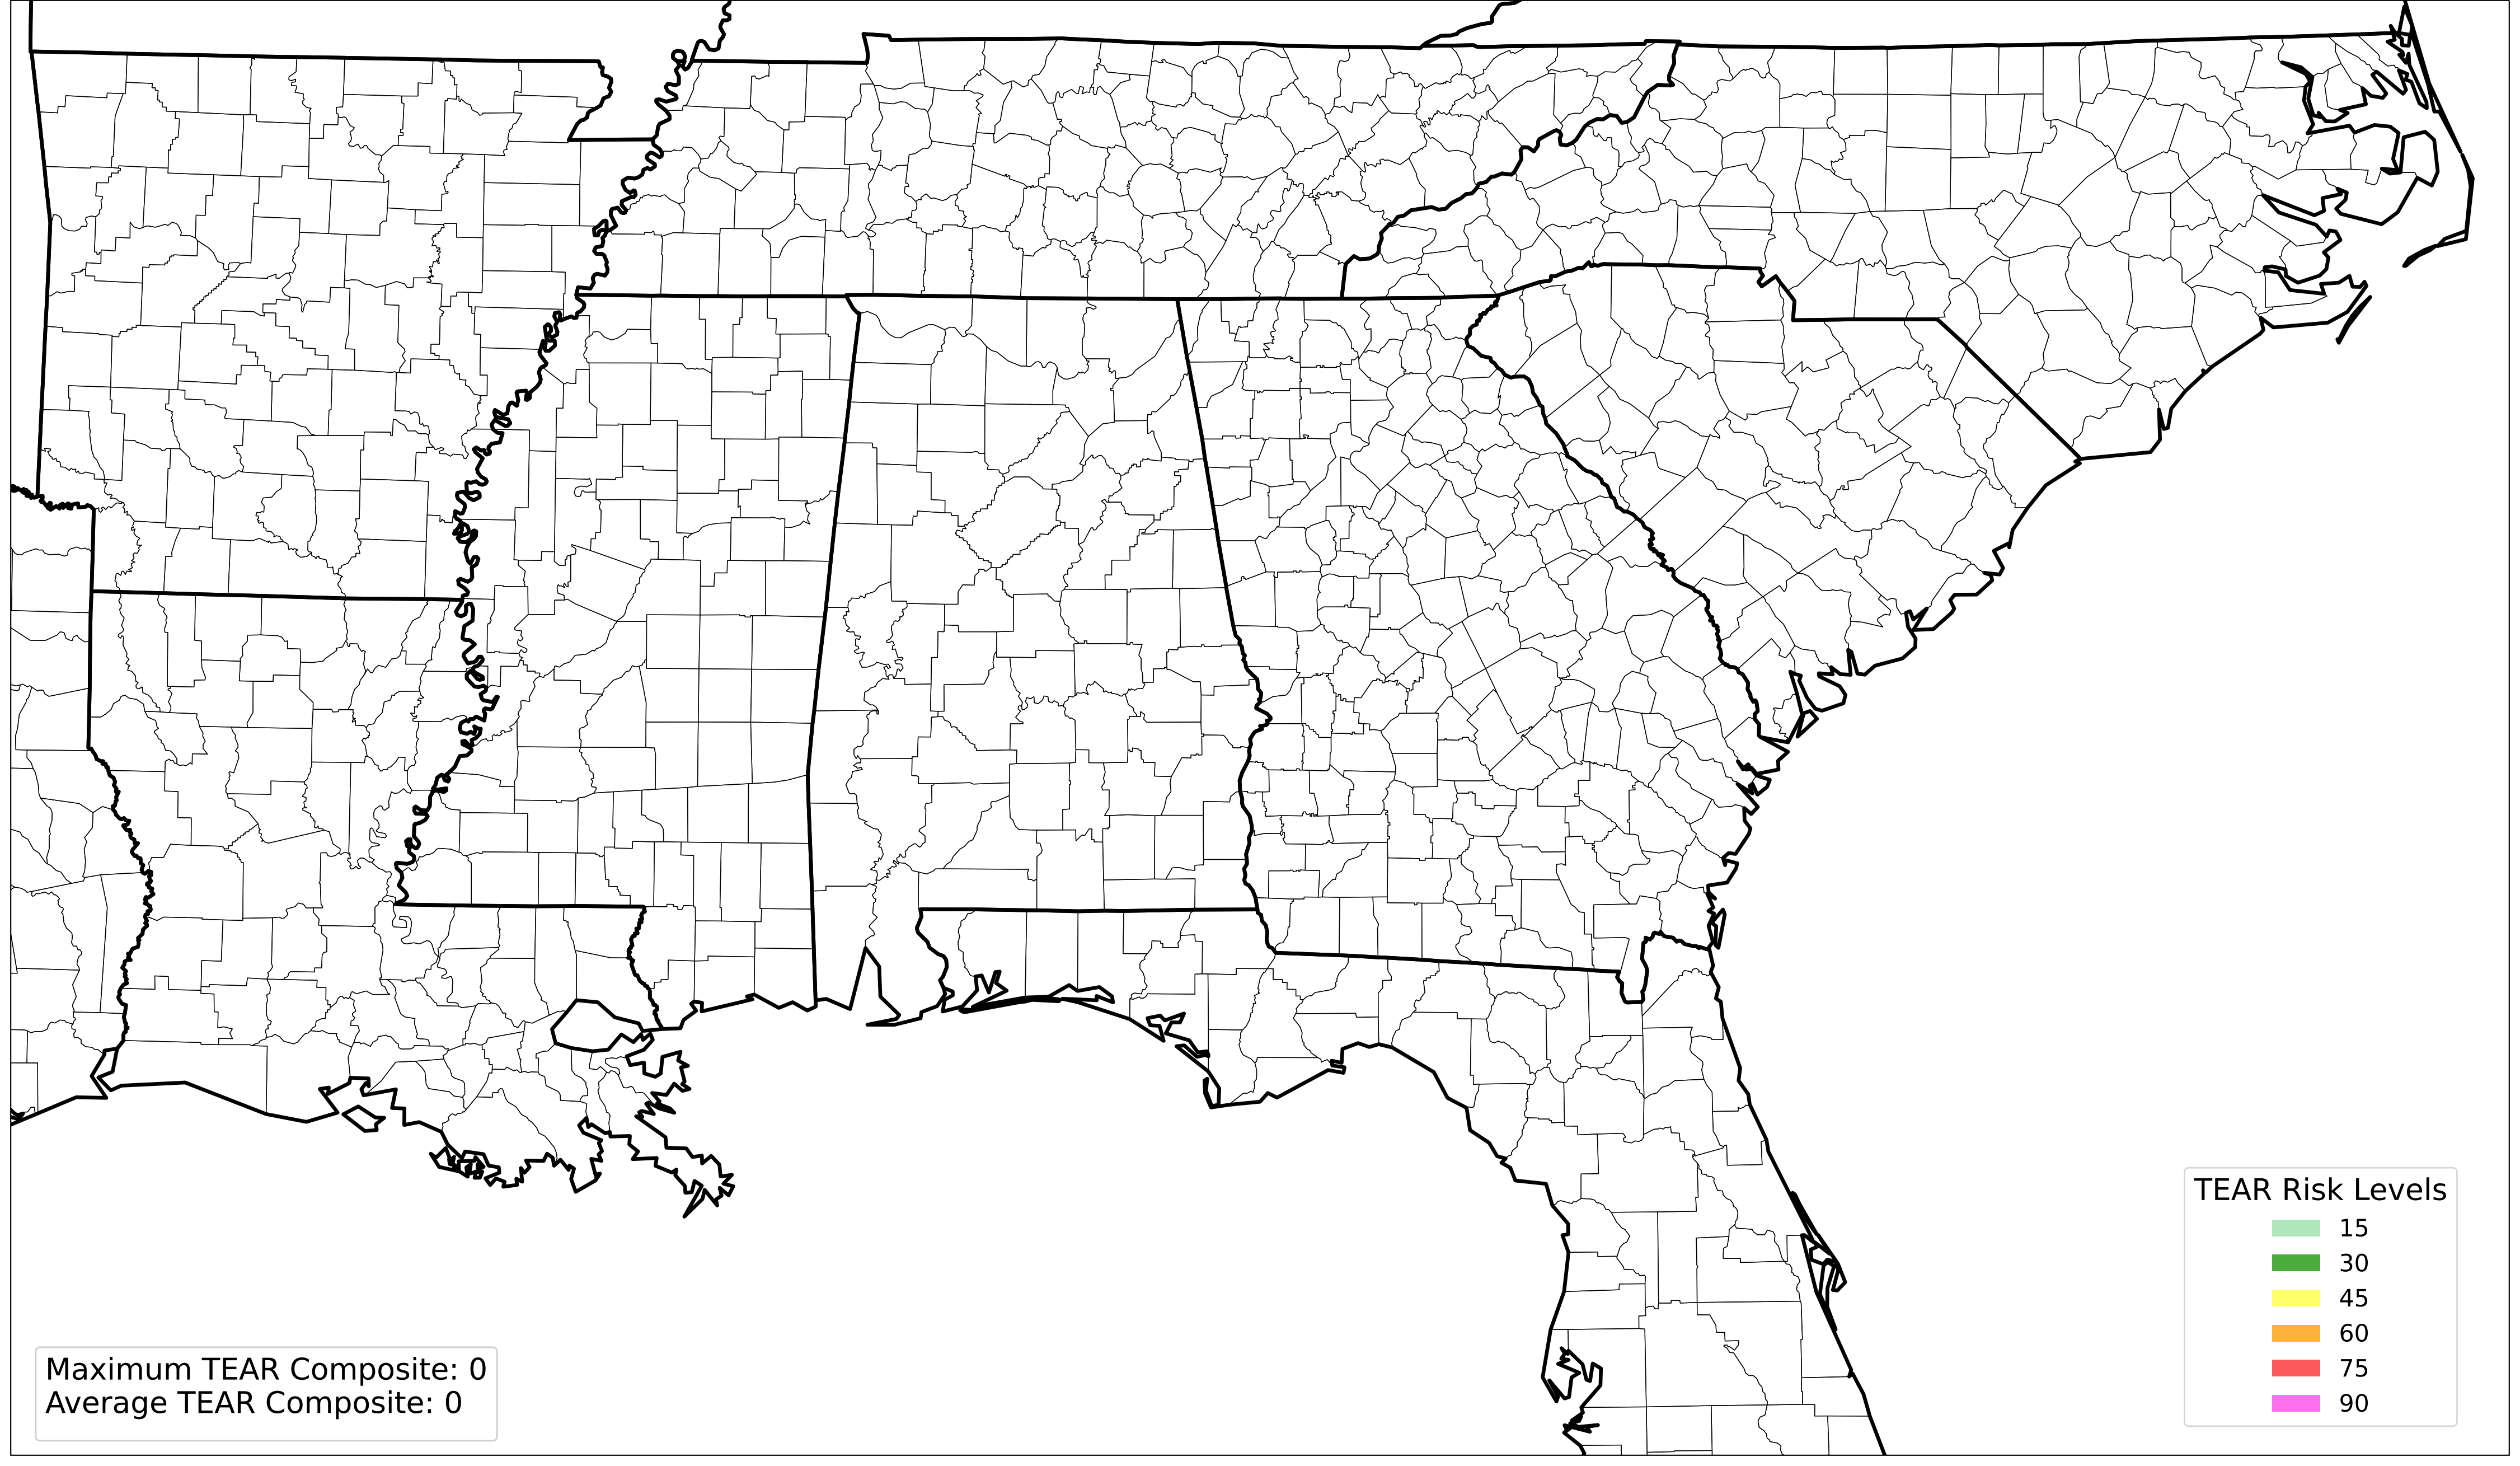 TEAR Risk Levels
15
30
45
60
75
90
Maximum TEAR Composite: 0
Average TEAR Composite: 0